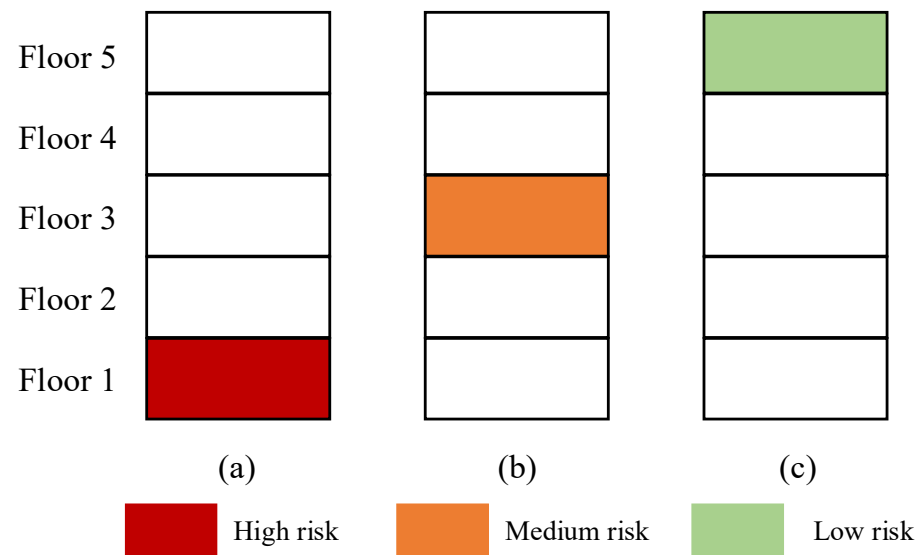 Floor 5
Floor 4
Floor 3
Floor 2
Floor 1
(a) (b) (c)
High risk Medium risk Low risk